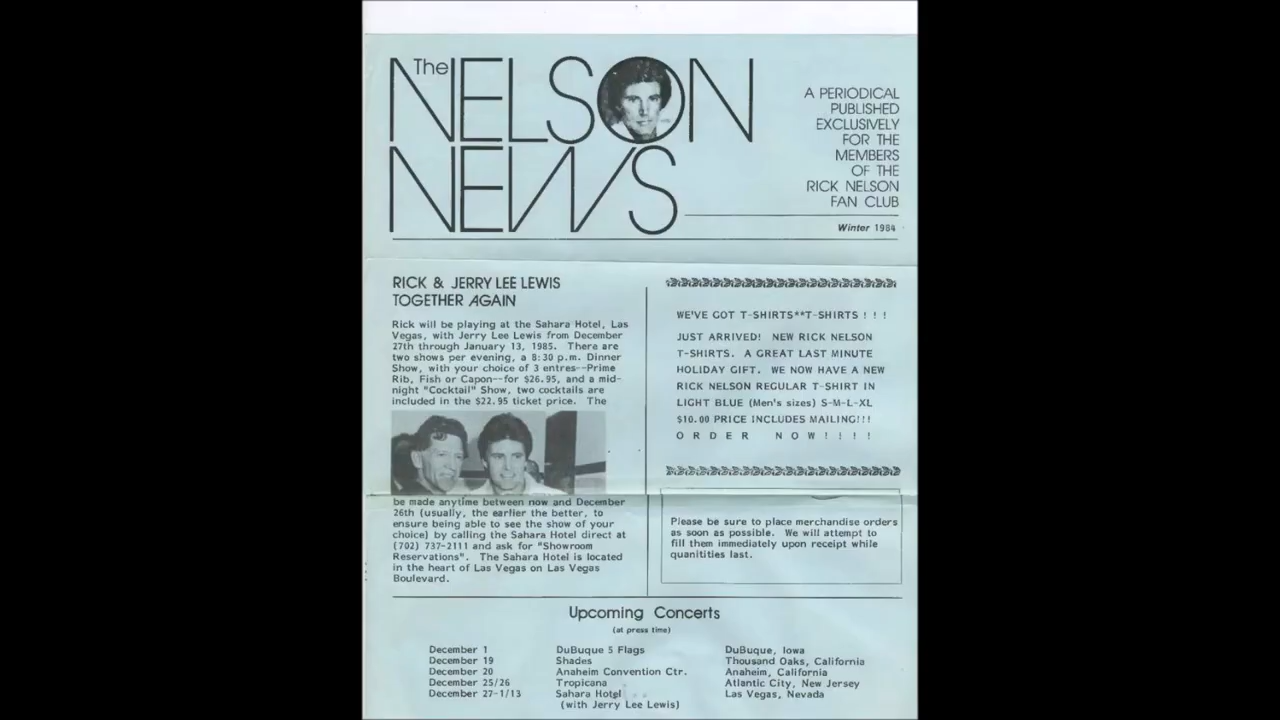 The
NELSON
NEWS
A PERIODICAL
PUBLISHED
EXCLUSIVELY
FOR THE
MEMBERS
OF THE
RICK NELSON
FAN CLUB
Winter 1984
RICK & JERRY LEE LEWIS
TOGETHER AGAIN
Rick will be playing at the Sahara Hotel, Las
Vegas, with Jerry Lee Lewis from December
27th through January 13, 1985. There are
two shows per evening, a 8:30 p.m. Dinner
Show, with your choice of 3 entres--Prime
Rib, Fish or Capon--for $26.95, and a mid-
night "Cocktail" Show, two cocktails are
included in the $22.95 ticket price. The
be made anytime between now and December
26th (usually, the earlier the better, to
ensure being able to see the show of your
choice) by calling the Sahara Hotel direct at
(702) 737-2111 and ask for "Showroom
Reservations". The Sahara Hotel is located
in the heart of Las Vegas on Las Vegas
Boulevard.
WE'VE GOT T-SHIRTS**T-SHIRTS ! ! !
JUST ARRIVED! NEW RICK NELSON
T-SHIRTS. A GREAT LAST MINUTE
HOLIDAY GIFT. WE NOW HAVE A NEW
RICK NELSON REGULAR T-SHIRT IN
LIGHT BLUE (Men's sizes) S-M-L-XL
$10.00 PRICE INCLUDES MAILING!!!
O R D E R N O W ! ! ! !
Please be sure to place merchandise orders
as soon as possible. We will attempt to
fill them immediately upon receipt while
quanitities last.
Upcoming Concerts
(at press time)
December 1 DuBuque 5 Flags DuBuque, Iowa
December 19 Shades Thousand Oaks, California
December 20 Anaheim Convention Ctr. Anaheim, California
December 25/26 Tropicana Atlantic City, New Jersey
December 27-1/13 Sahara Hotel Las Vegas, Nevada
(with Jerry Lee Lewis)